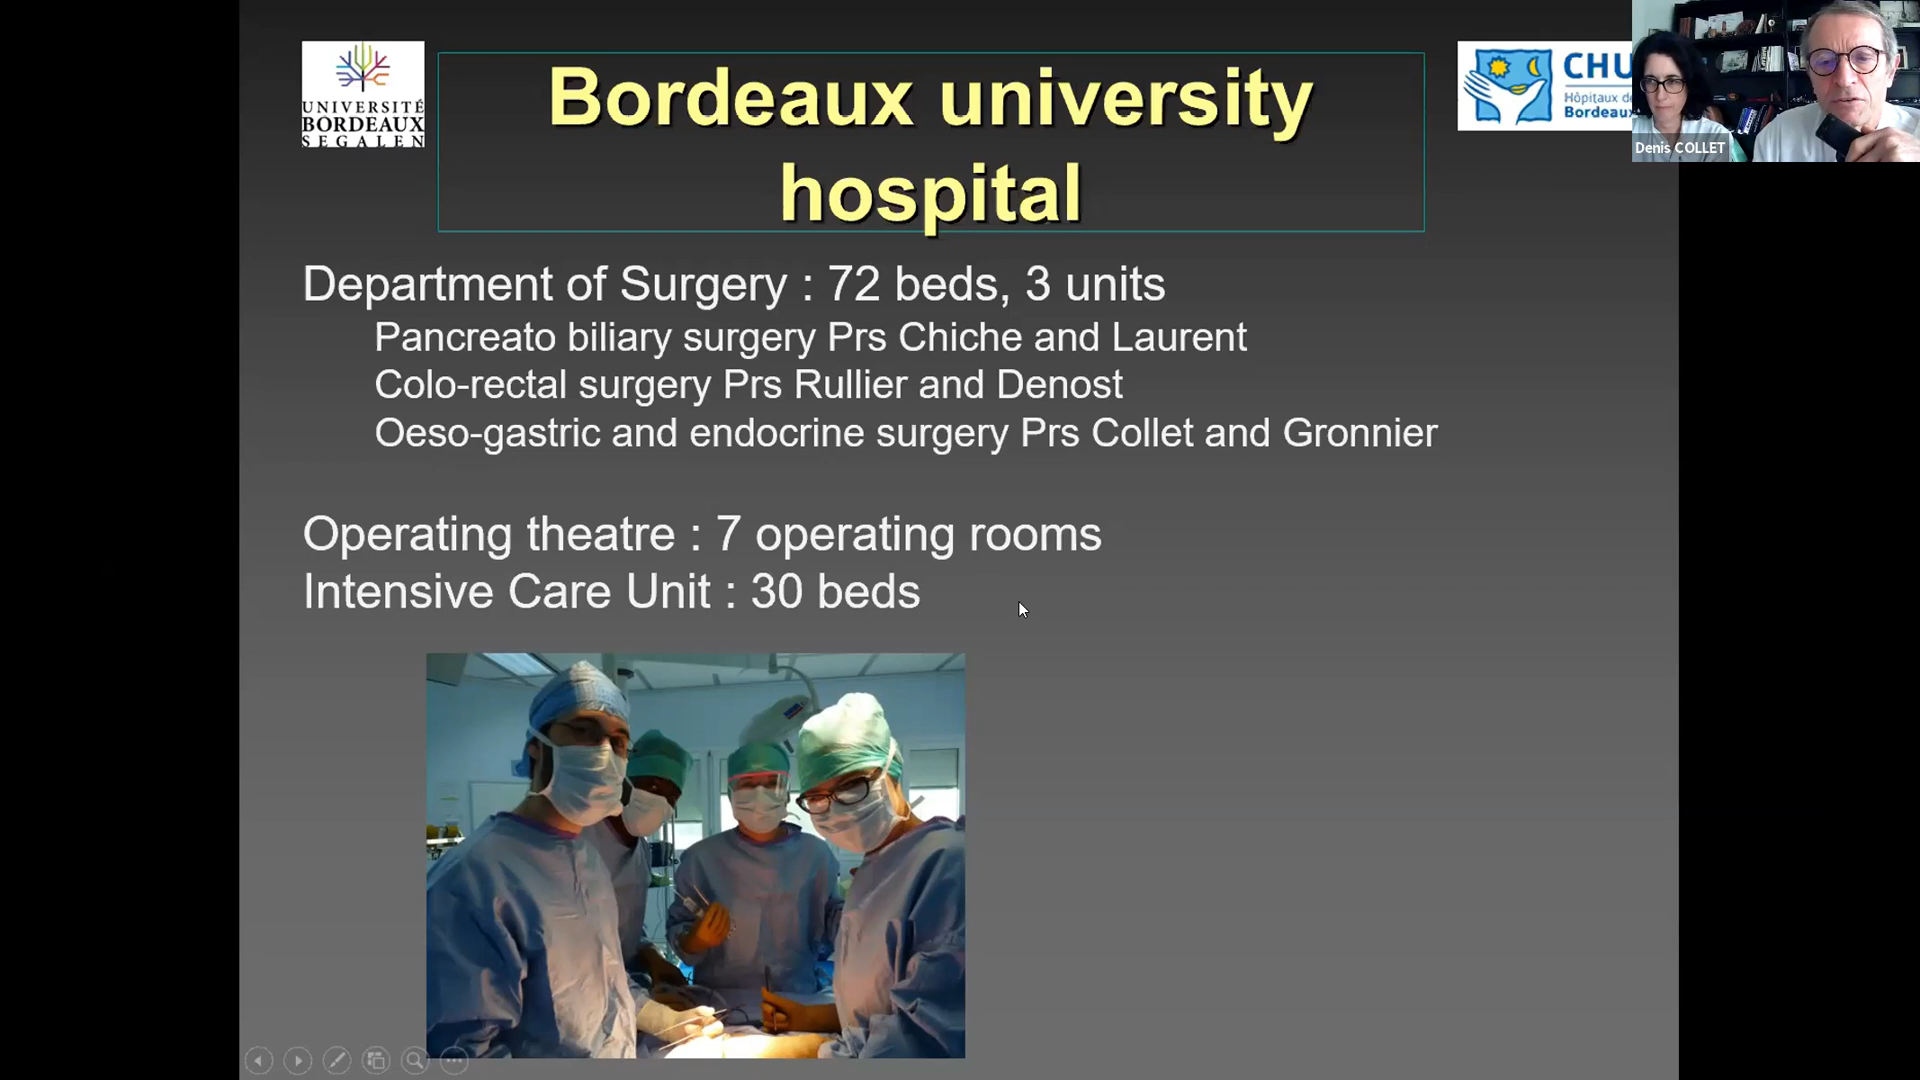 UNIVERSITÉ
BORDEAUX
SEGALEN
Bordeaux university
hospital
CHU
Hôpitaux de
Bordeaux
Denis COLLET
Department of Surgery : 72 beds, 3 units
Pancreato biliary surgery Prs Chiche and Laurent
Colo-rectal surgery Prs Rullier and Denost
Oeso-gastric and endocrine surgery Prs Collet and Gronnier
Operating theatre : 7 operating rooms
Intensive Care Unit : 30 beds